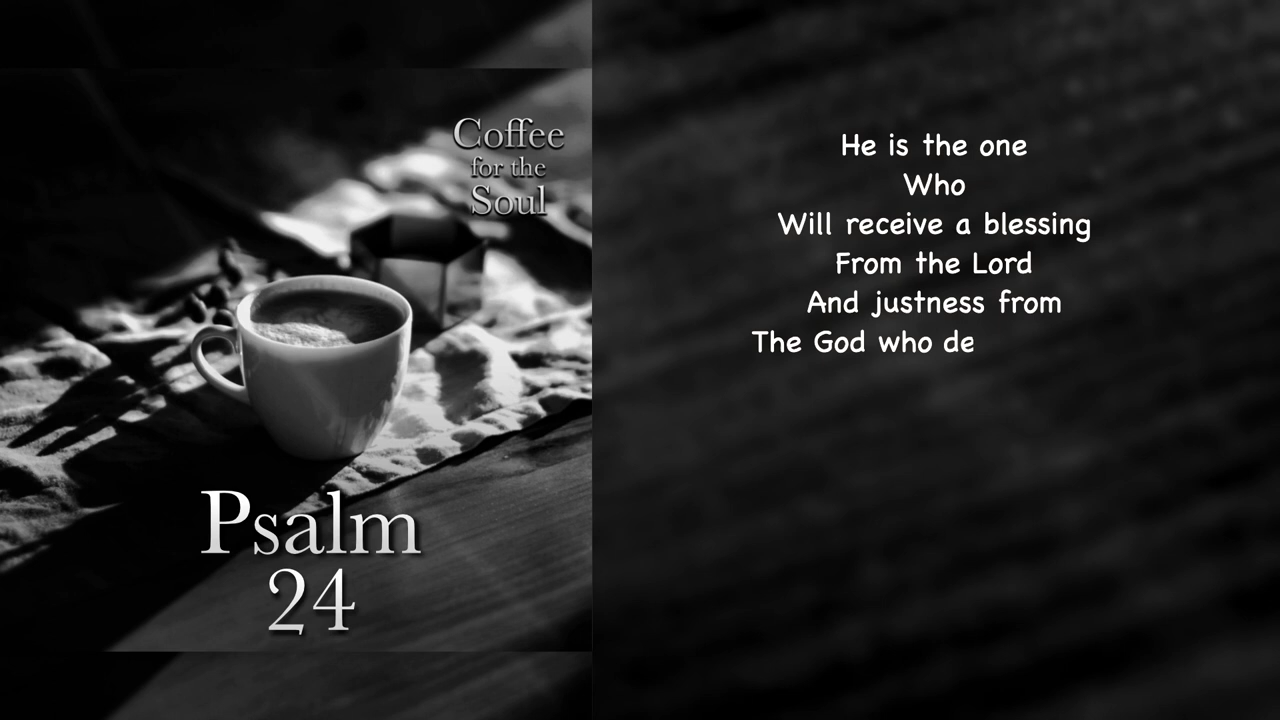 Coffee
for the
Soul
Psalm
24
He is the one
Who
Will receive a blessing
From the Lord
And justness from
The God who de